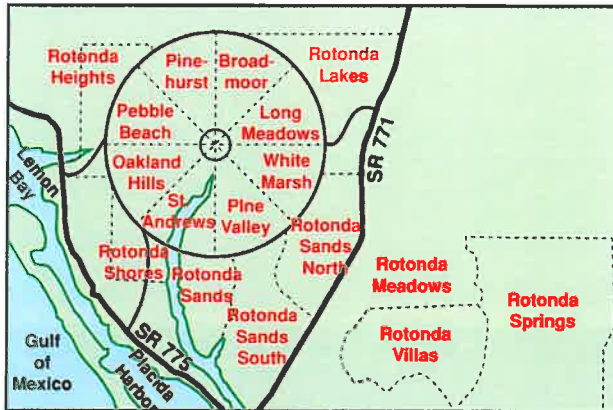 Rotonda
Heights
Pine-
hurst
Broad-
moor
Rotonda
Lakes
Pebble
Beach
Long
Meadows
SR 771
Lemon
Bay
Oakland
Hills
White
Marsh
St.
Andrews
PIne
Valley
Rotonda
Shores
Rotonda
Sands
Rotonda
Sands
North
Rotonda
Meadows
Rotonda
Springs
Rotonda
Sands
South
Rotonda
Villas
SR 775
Gulf
of
Mexico
Placida
Harbor